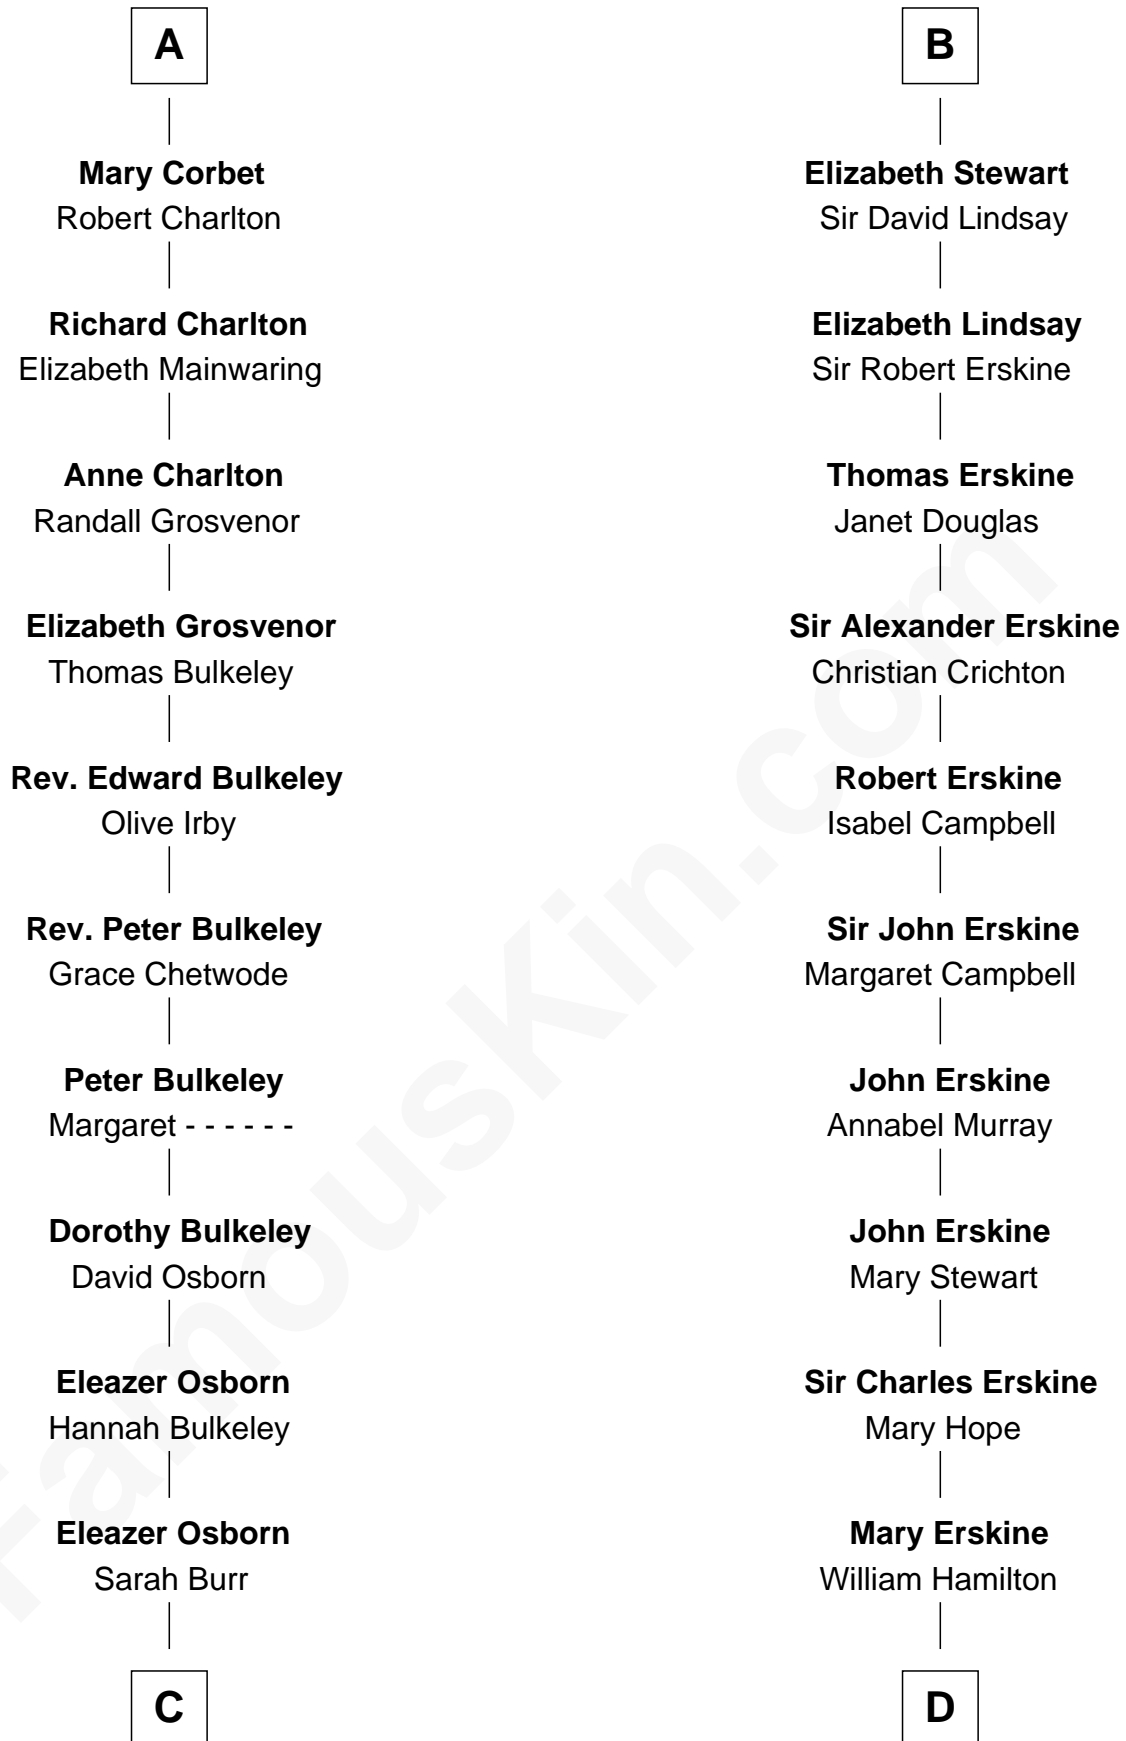 A
Mary Corbet
Robert Charlton
Richard Charlton
Elizabeth Mainwaring
Anne Charlton
Randall Grosvenor
Elizabeth Grosvenor
Thomas Bulkeley
Rev. Edward Bulkeley
Olive Irby
Rev. Peter Bulkeley
Grace Chetwode
Peter Bulkeley
Margaret - - - - - -
Dorothy Bulkeley
David Osborn
Eleazer Osborn
Hannah Bulkeley
Eleazer Osborn
Sarah Burr
C
B
Elizabeth Stewart
Sir David Lindsay
Elizabeth Lindsay
Sir Robert Erskine
Thomas Erskine
Janet Douglas
Sir Alexander Erskine
Christian Crichton
Robert Erskine
Isabel Campbell
Sir John Erskine
Margaret Campbell
John Erskine
Annabel Murray
John Erskine
Mary Stewart
Sir Charles Erskine
Mary Hope
Mary Erskine
William Hamilton
D
FamousKin.com